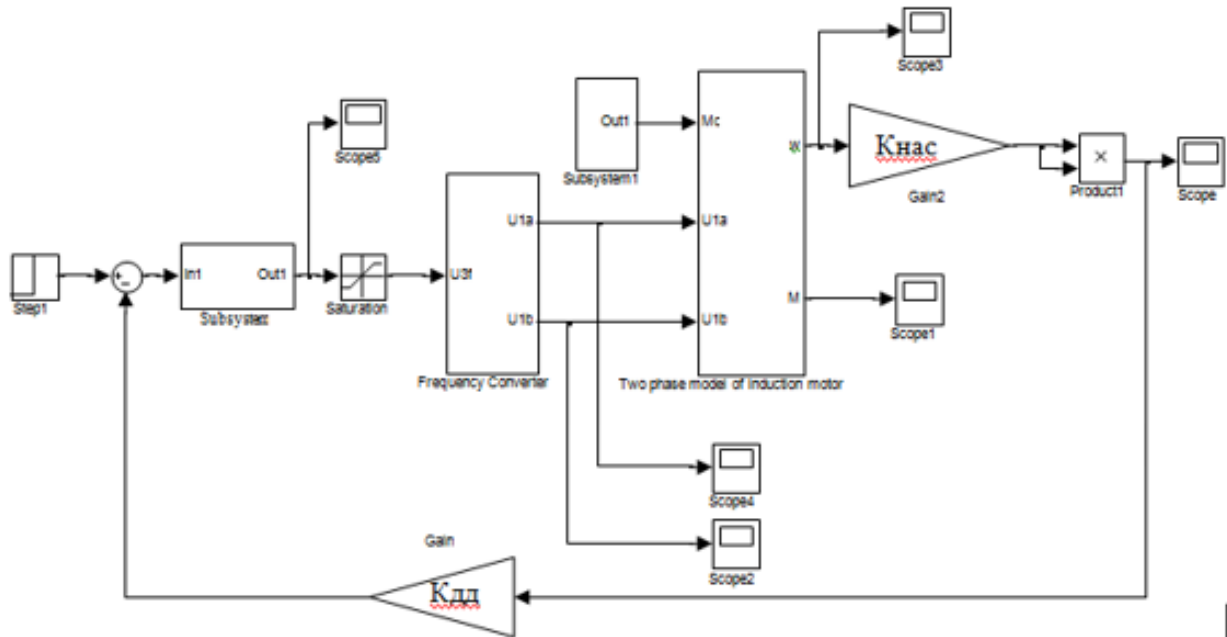 Scope3
Out1
Mc
Scope5
Subsystem1
W
Кнас
Product1
Scope
Gain2
U1a
U1a
Step1
In1
Out1
Subsystem
Saturation
U3f
U1b
U1b
M
Scope1
Frequency Converter
Two phase model of Induction motor
Scope4
Scope2
Gain
Кдд